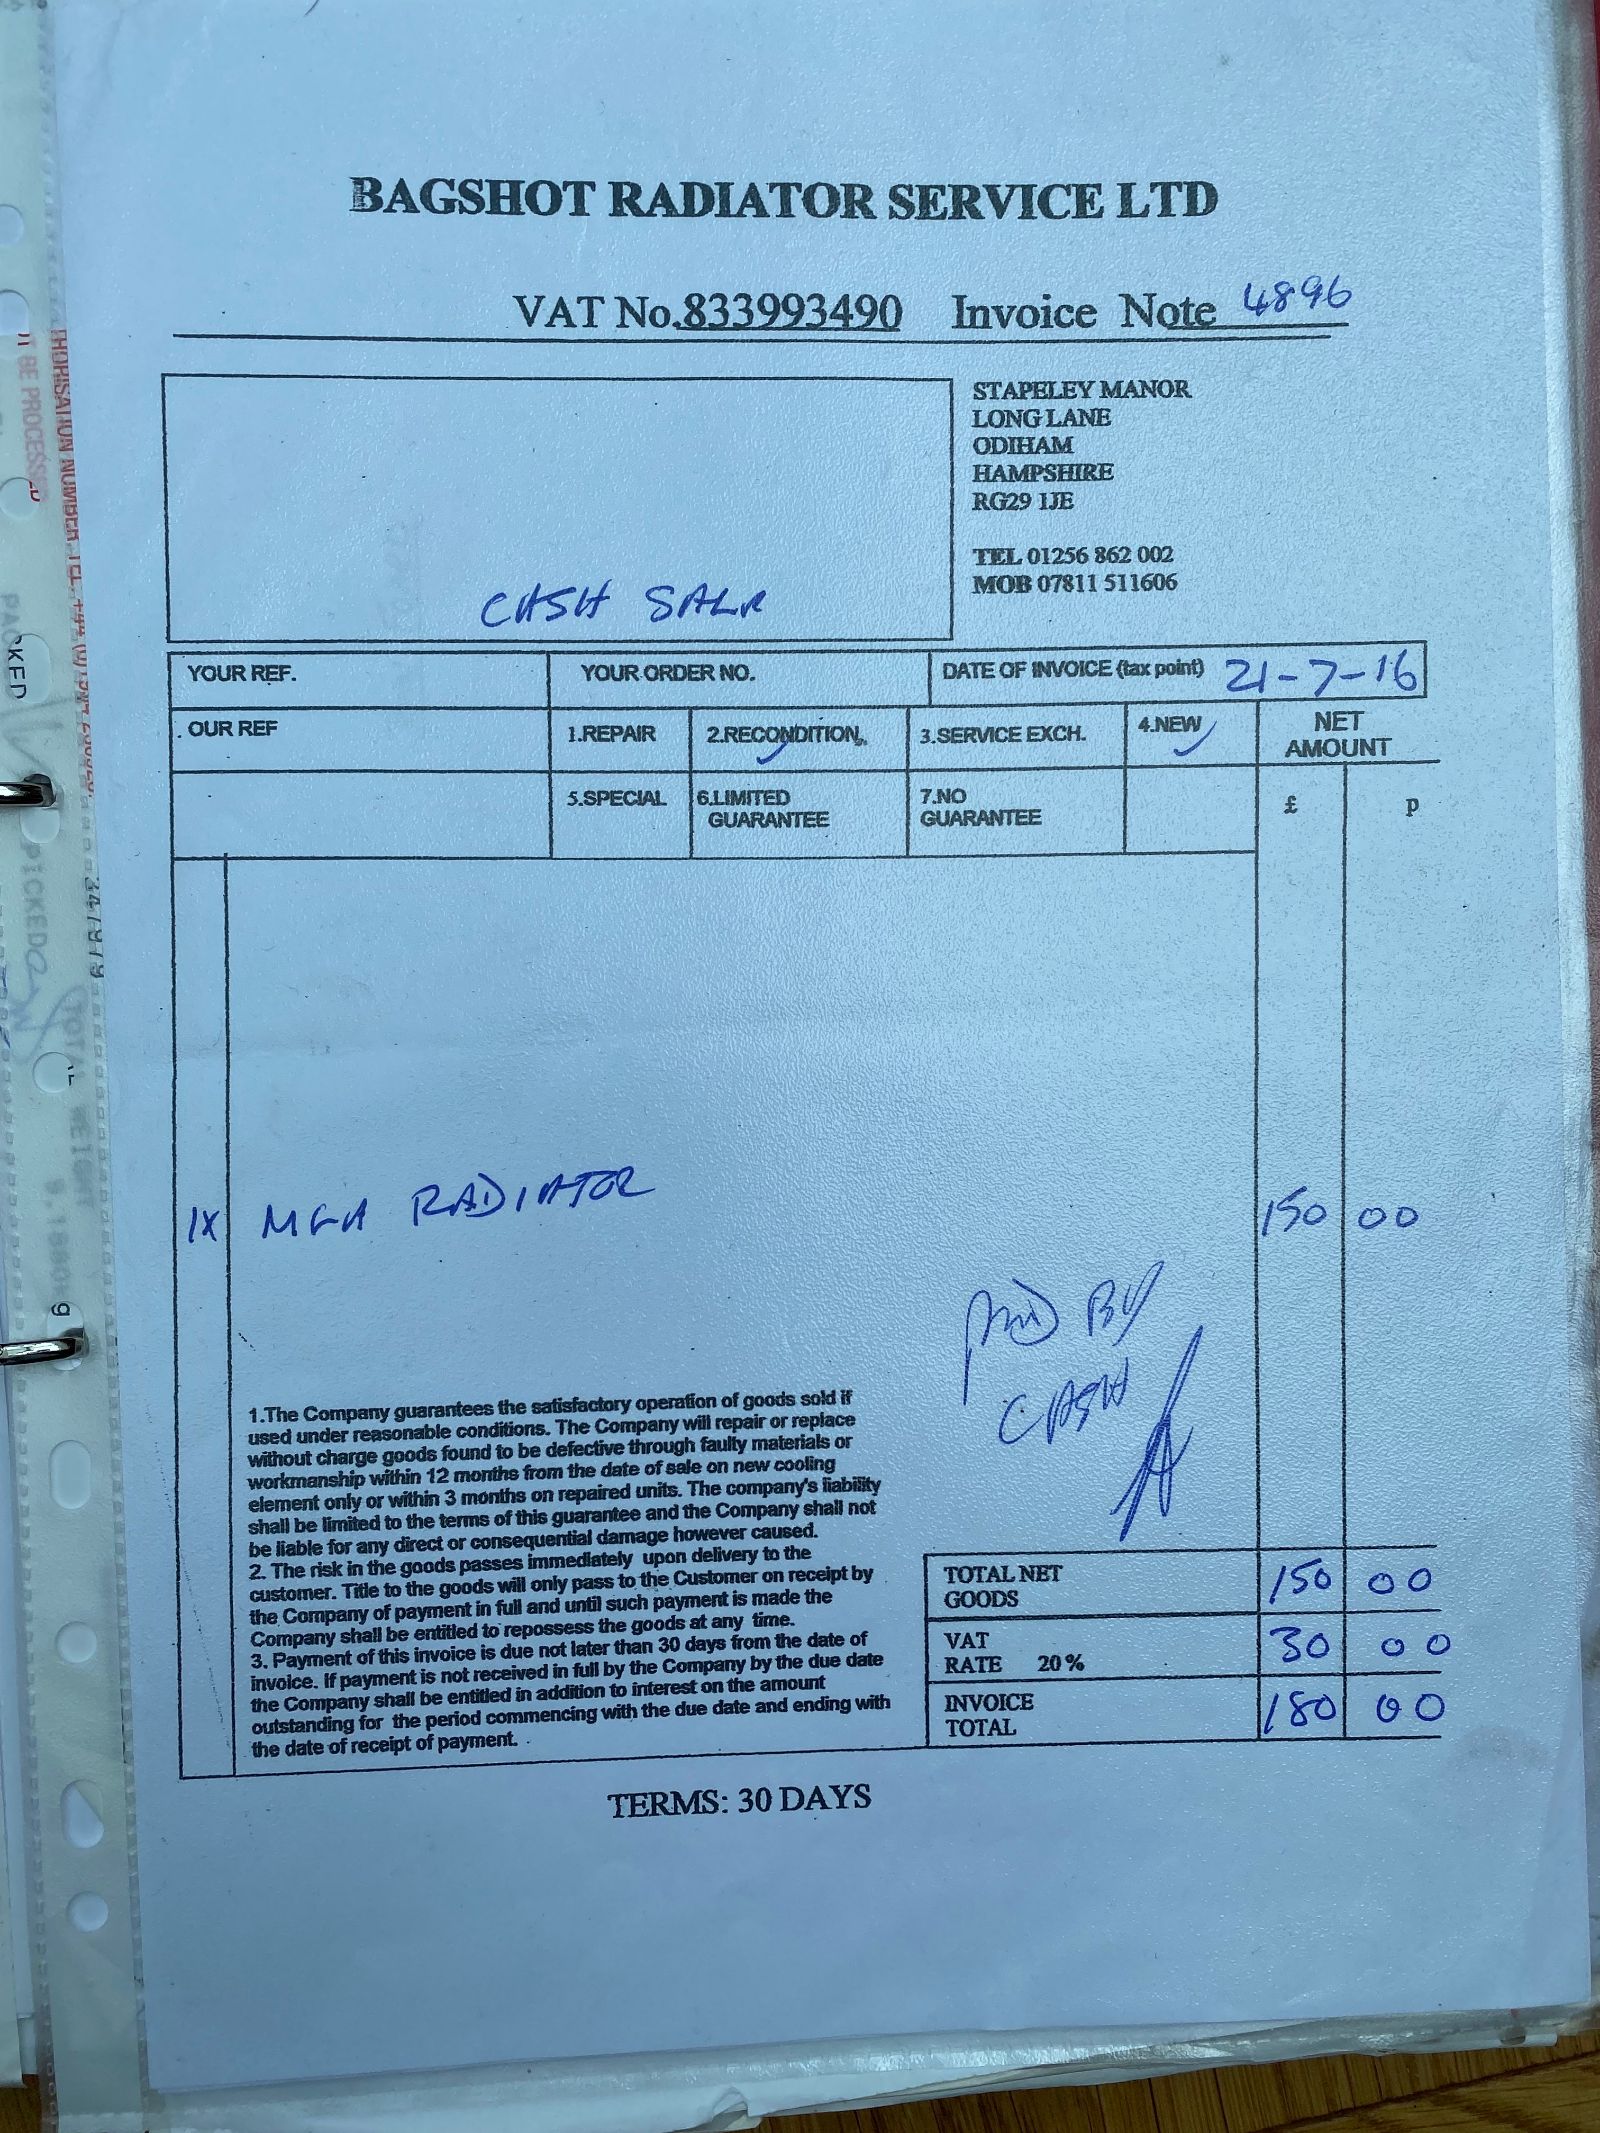 BAGSHOT RADIATOR SERVICE LTD
VAT No.833993490 Invoice Note 4896
STAPELEY MANOR
LONG LANE
ODIHAM
HAMPSHIRE
RG29 1JE
TEL 01256 862 002
MOB 07811 511606
CASH SALE
YOUR REF. YOUR ORDER NO. DATE OF INVOICE (tax point) 21-7-16
OUR REF 1.REPAIR 2.RECONDITION 3.SERVICE EXCH. 4.NEW NET AMOUNT
5.SPECIAL 6.LIMITED GUARANTEE 7.NO GUARANTEE £ p
1X MGA RADIATOR 150 00
PAID BY
CASH
1.The Company guarantees the satisfactory operation of goods sold if
used under reasonable conditions. The Company will repair or replace
without charge goods found to be defective through faulty materials or
workmanship within 12 months from the date of sale on new cooling
element only or within 3 months on repaired units. The company's liability
shall be limited to the terms of this guarantee and the Company shall not
be liable for any direct or consequential damage however caused.
2. The risk in the goods passes immediately upon delivery to the
customer. Title to the goods will only pass to the Customer on receipt by
the Company of payment in full and until such payment is made the
Company shall be entitled to repossess the goods at any time.
3. Payment of this invoice is due not later than 30 days from the date of
invoice. If payment is not received in full by the Company by the due date
the Company shall be entitled in addition to interest on the amount
outstanding for the period commencing with the due date and ending with
the date of receipt of payment.
TOTAL NET GOODS 150 00
VAT RATE 20% 30 00
INVOICE TOTAL 180 00
TERMS: 30 DAYS
BE PROCESSED
NUMBER
PACKED
PICKED
WEIGHT